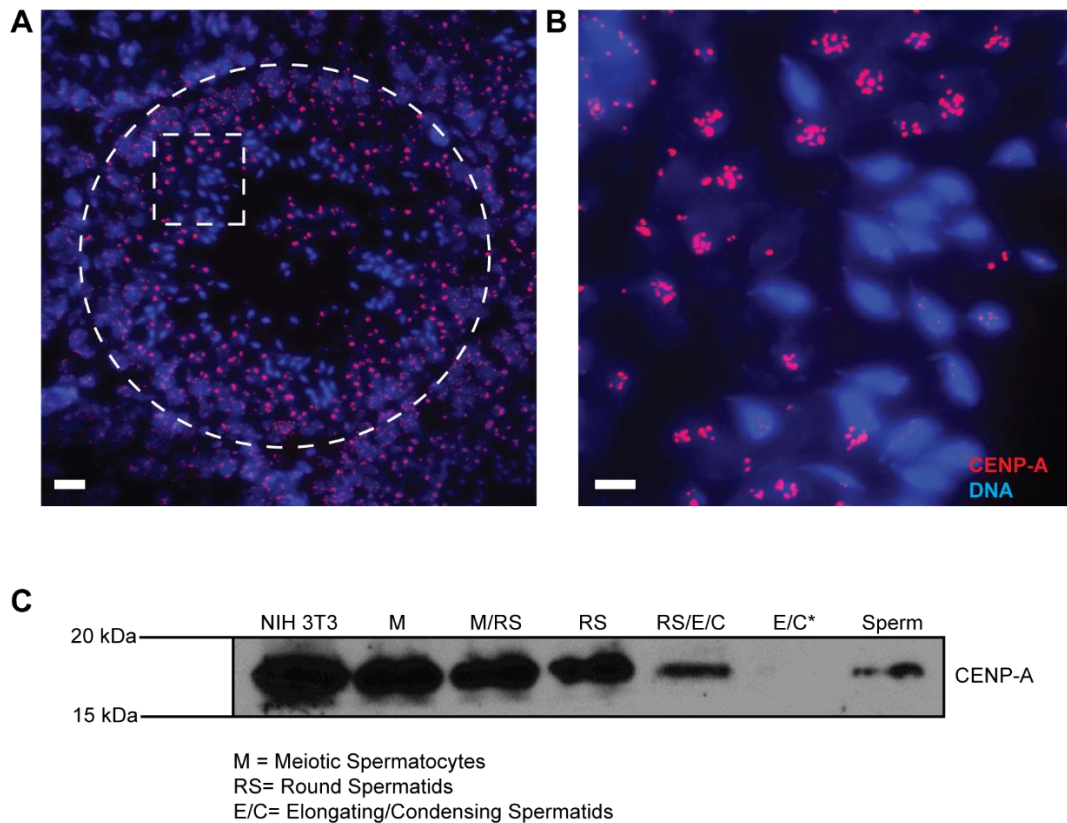 A
B
CENP-A
DNA
C
NIH 3T3 M M/RS RS RS/E/C E/C* Sperm
20 kDa
CENP-A
15 kDa
M = Meiotic Spermatocytes
RS= Round Spermatids
E/C= Elongating/Condensing Spermatids